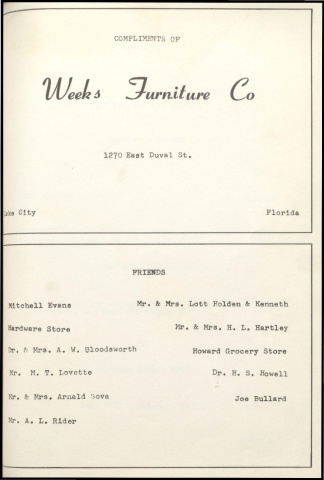 COMPLIMENTS OF
Weeks Furniture Co
1270 East Duval St.
Lake City Florida
FRIENDS
Mitchell Evans Mr. & Mrs. Lott Holden & Kenneth
Hardware Store Mr. & Mrs. H. L. Hartley
Dr. & Mrs. A. W. Bloodsworth Howard Grocery Store
Mr. M. T. Lovette Dr. H. S. Howell
Mr. & Mrs. Arnald Sova Joe Bullard
Mr. A. L. Rider